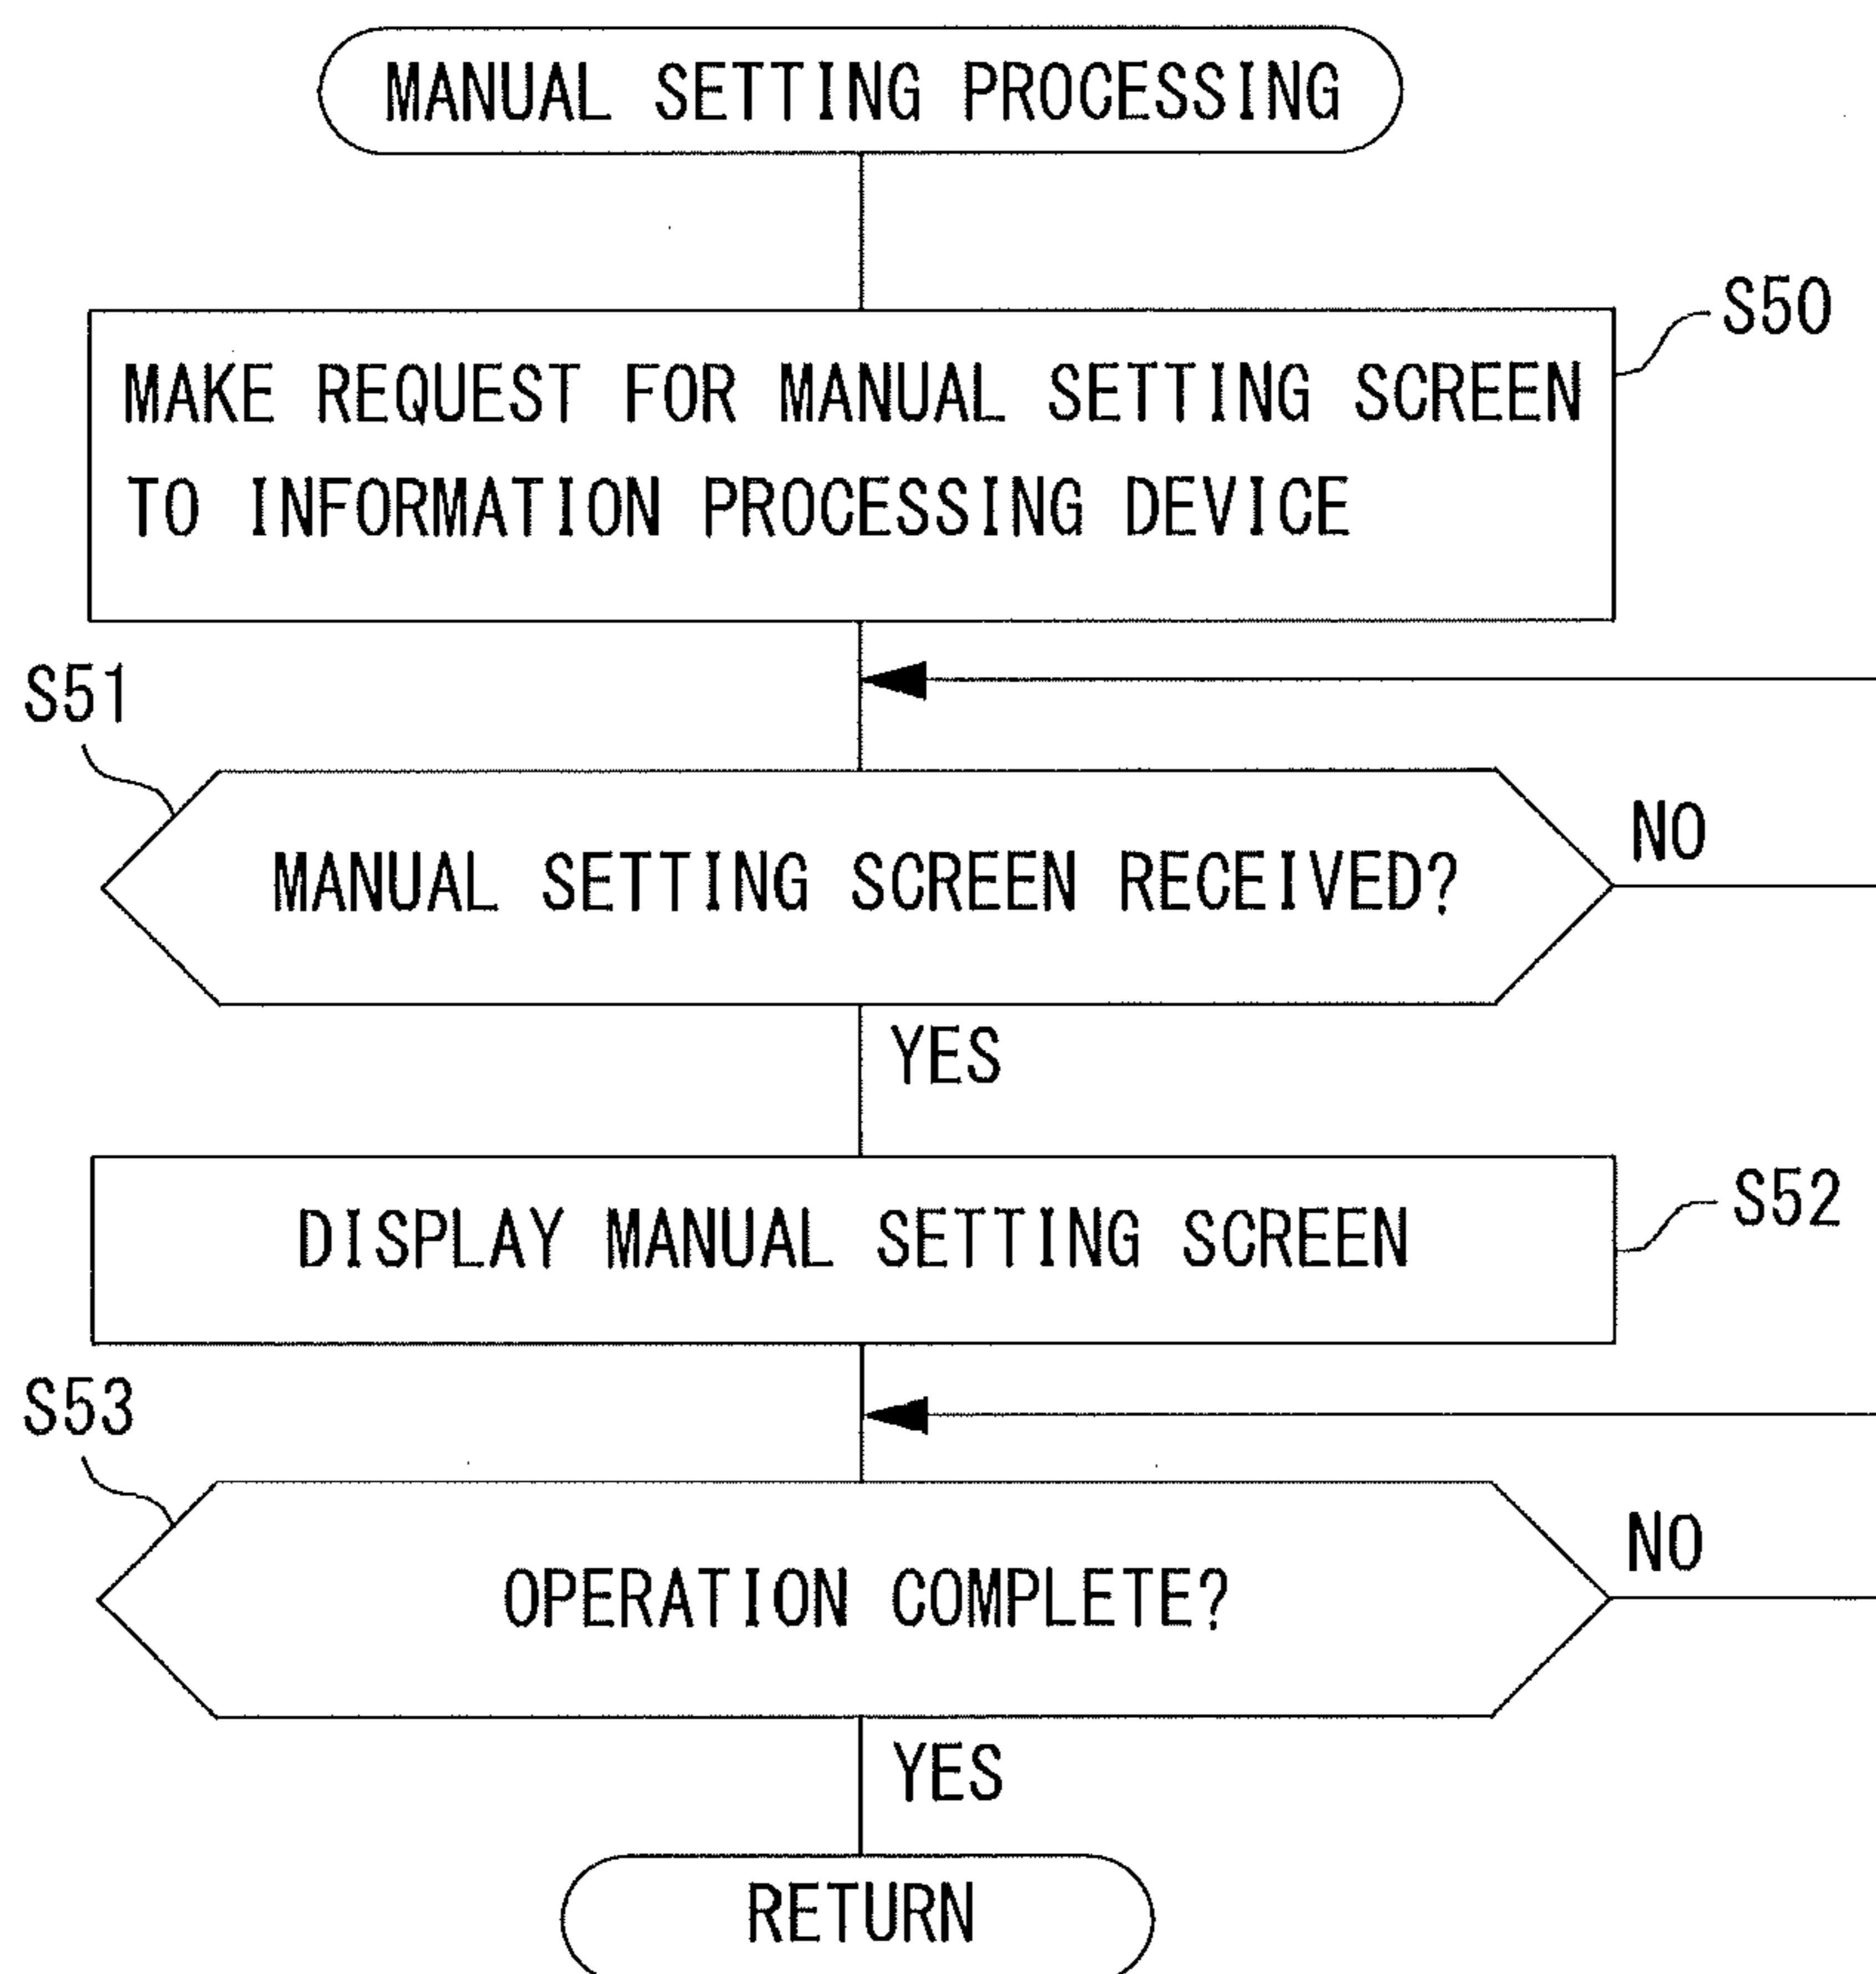 MANUAL SETTING PROCESSING
S50
MAKE REQUEST FOR MANUAL SETTING SCREEN
TO INFORMATION PROCESSING DEVICE
S51
MANUAL SETTING SCREEN RECEIVED?
NO
YES
S52
DISPLAY MANUAL SETTING SCREEN
S53
OPERATION COMPLETE?
NO
YES
RETURN